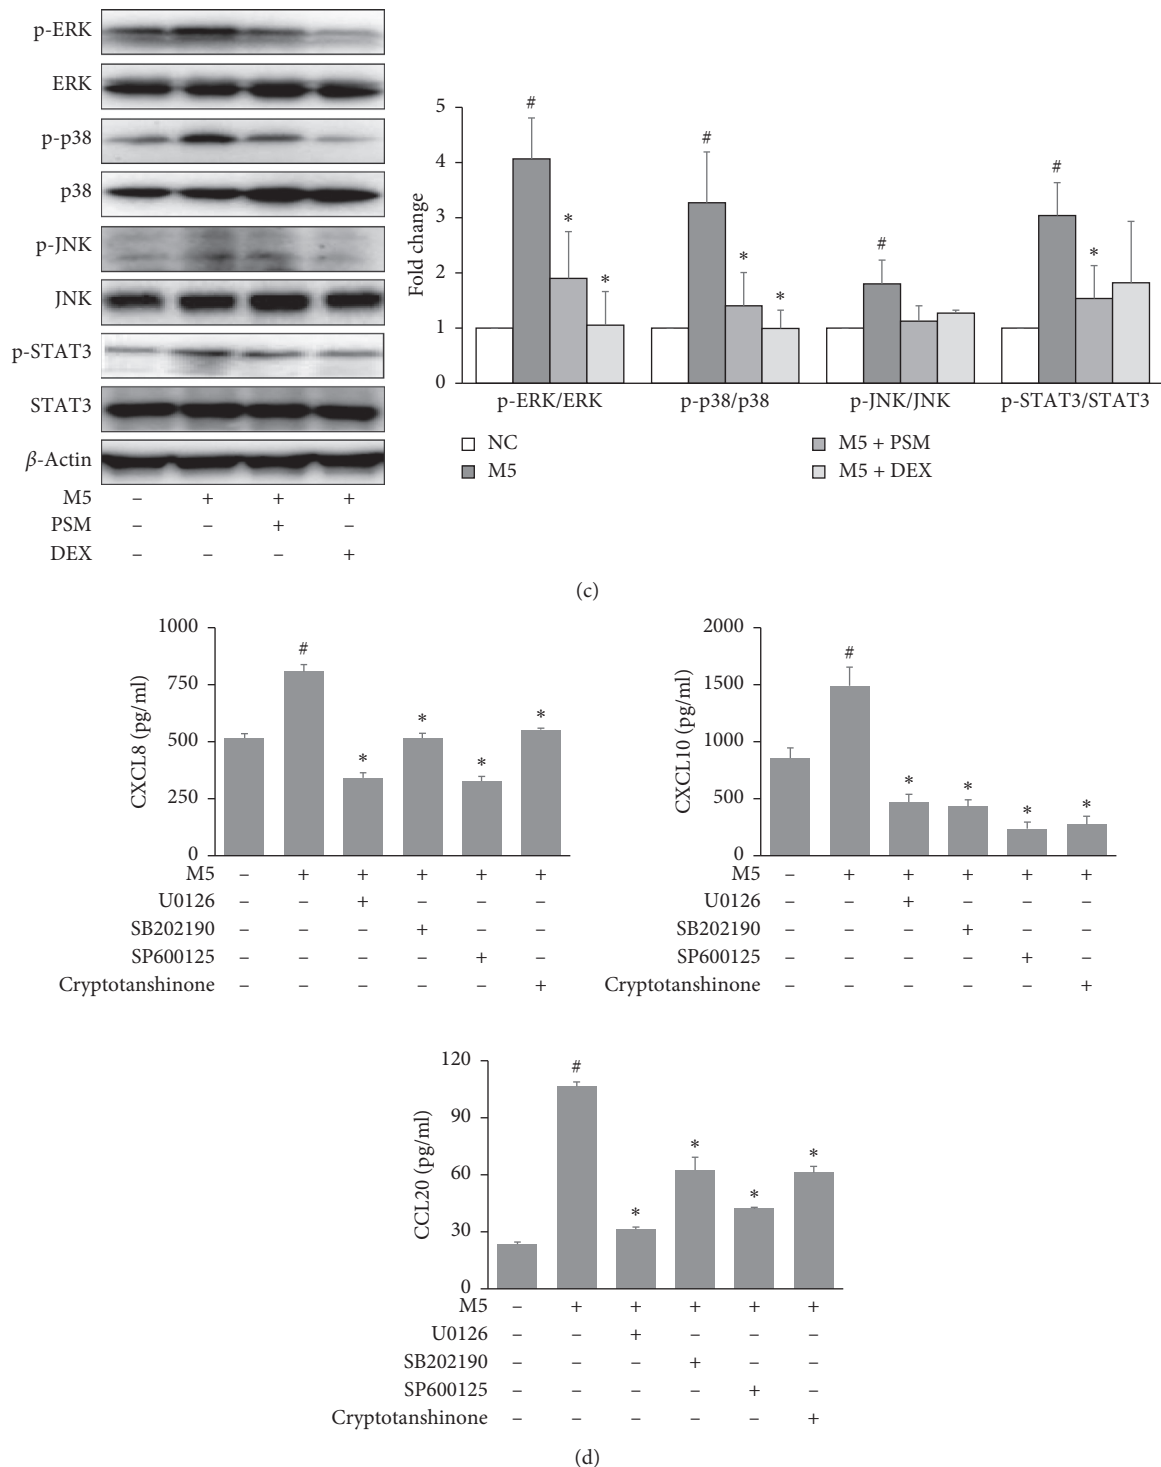 p-ERK
ERK
p-p38
p38
p-JNK
JNK
p-STAT3
STAT3
β-Actin
M5 – + + +
PSM – – + –
DEX – – – +
Fold change
5
4
3
2
1
0
# * *
# * *
#
# *
p-ERK/ERK p-p38/p38 p-JNK/JNK p-STAT3/STAT3
NC M5 + PSM
M5 M5 + DEX
(c)
CXCL8 (pg/ml)
1000
750
500
250
0
# * * * *
M5 – + + + + +
U0126 – – + – – –
SB202190 – – – + – –
SP600125 – – – – + –
Cryptotanshinone – – – – – +
CXCL10 (pg/ml)
2000
1500
1000
500
0
# * * * *
M5 – + + + + +
U0126 – – + – – –
SB202190 – – – + – –
SP600125 – – – – + –
Cryptotanshinone – – – – – +
CCL20 (pg/ml)
120
90
60
30
0
# * * * *
M5 – + + + + +
U0126 – – + – – –
SB202190 – – – + – –
SP600125 – – – – + –
Cryptotanshinone – – – – – +
(d)